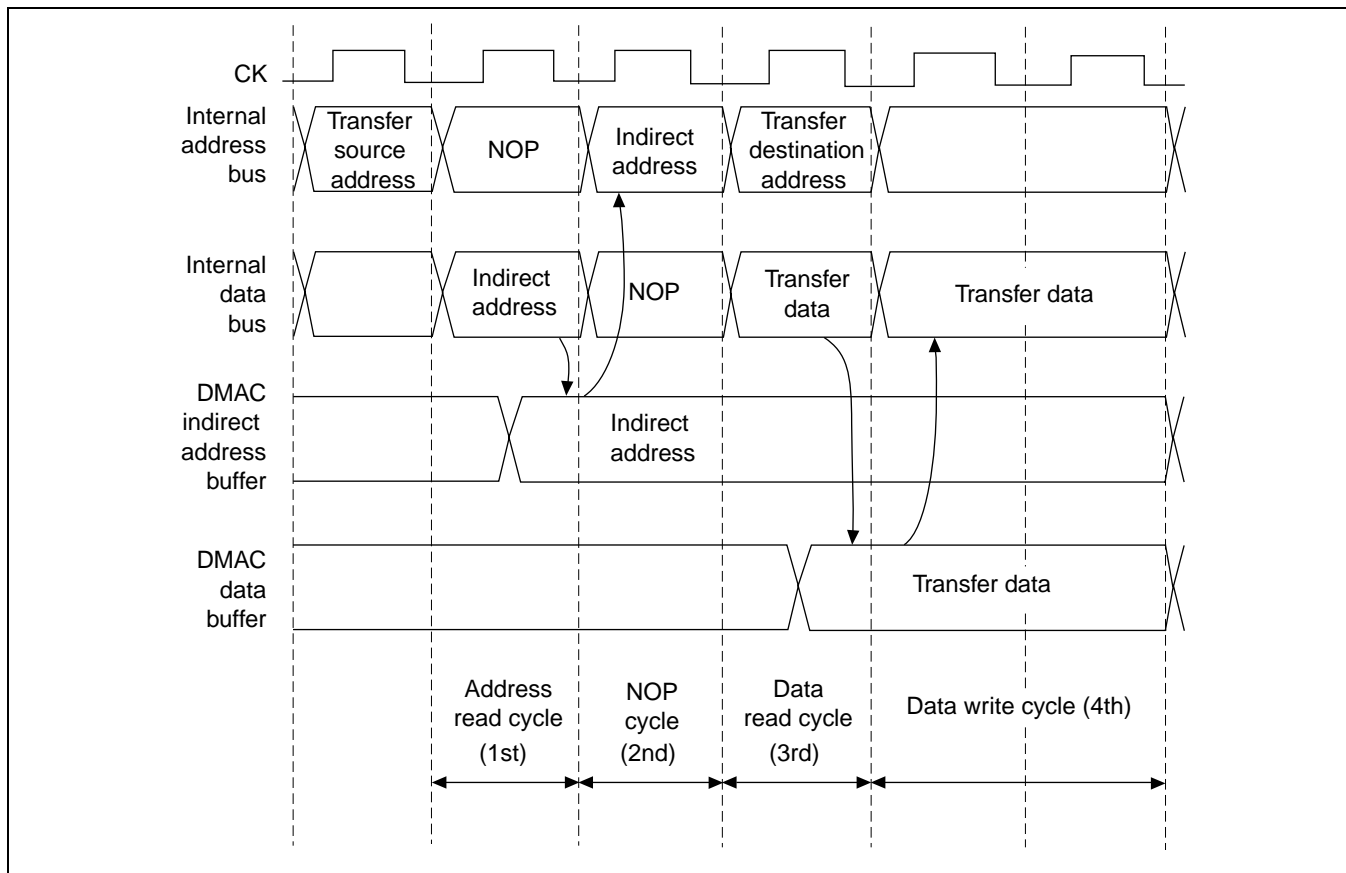 CK
Internal
address
bus
Transfer
source
address
NOP
Indirect
address
Transfer
destination
address
Internal
data
bus
Indirect
address
NOP
Transfer
data
Transfer data
DMAC
indirect
address
buffer
Indirect
address
DMAC
data
buffer
Transfer data
Address
read cycle
(1st)
NOP
cycle
(2nd)
Data
read cycle
(3rd)
Data write cycle (4th)